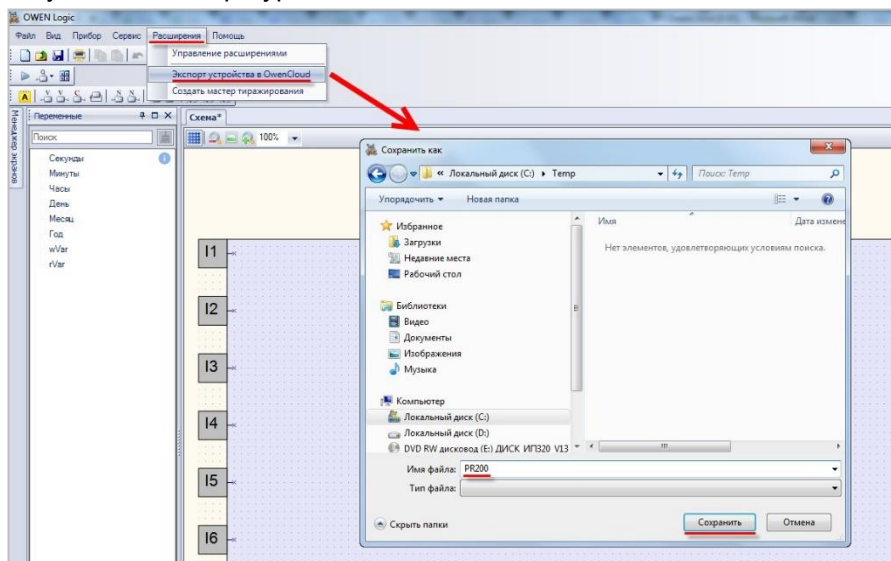 OWEN Logic
Файл Вид Прибор Сервис Расширения Помощь
Управление расширениями
Экспорт устройства в OwenCloud
Создать мастер тиражирования
Менеджер экранов
Переменные
Схема*
Поиск
100%
Секунды
Минуты
Часы
День
Месяц
Год
wVar
rVar
I1
I2
I3
I4
I5
I6
Сохранить как
« Локальный диск (C:) Temp
Поиск: Temp
Упорядочить Новая папка
Избранное
Загрузки
Недавние места
Рабочий стол
Библиотеки
Видео
Документы
Изображения
Музыка
Компьютер
Локальный диск (C:)
Локальный диск (D:)
DVD RW дисковод (E:) ДИСК ИП320 V13
Имя Дата измене
Нет элементов, удовлетворяющих условиям поиска.
Имя файла: PR200
Тип файла:
Скрыть папки
Сохранить Отмена